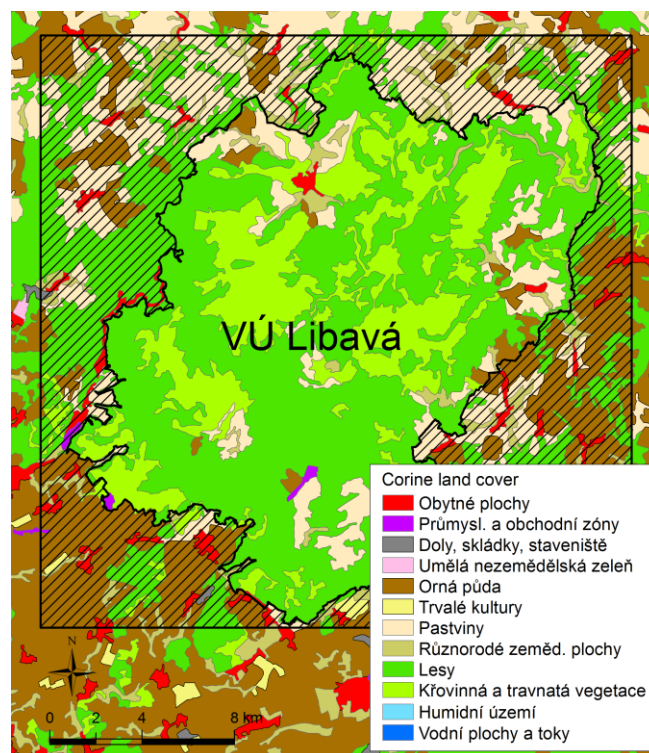 VÚ Libavá
Corine land cover
Obytné plochy
Průmysl. a obchodní zóny
Doly, skládky, staveniště
Umělá nezemědělská zeleň
Orná půda
Trvalé kultury
Pastviny
Různorodé zeměd. plochy
Lesy
Křovinná a travnatá vegetace
Humidní území
Vodní plochy a toky
N
0 2 4 8 km